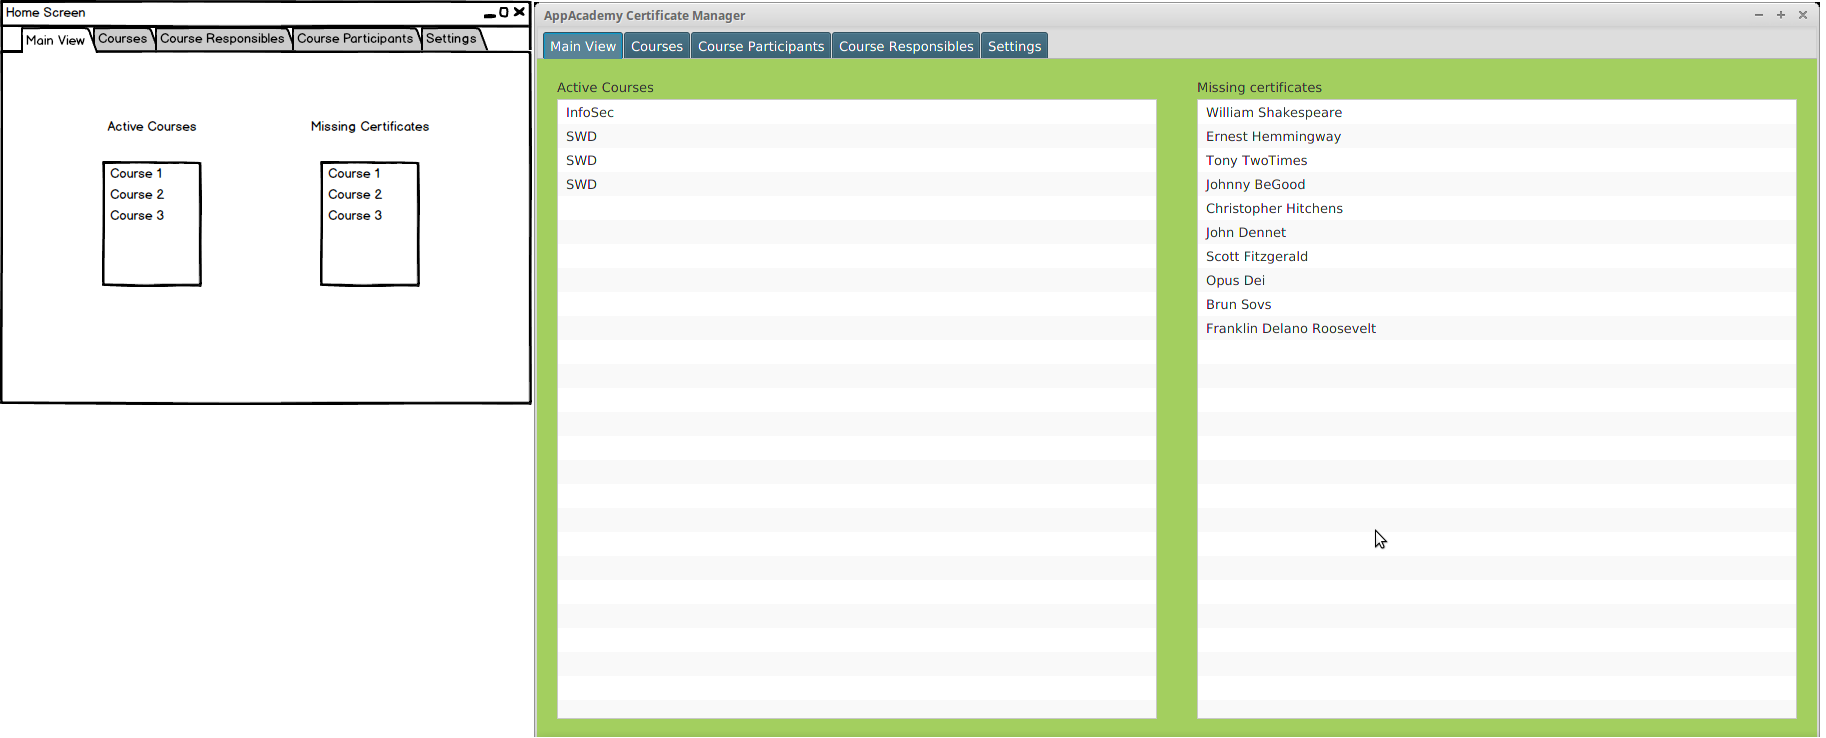 Home Screen
Main View Courses Course Responsibles Course Participants Settings
Active Courses
Course 1
Course 2
Course 3
Missing Certificates
Course 1
Course 2
Course 3
AppAcademy Certificate Manager
Main View Courses Course Participants Course Responsibles Settings
Active Courses
InfoSec
SWD
SWD
SWD
Missing certificates
William Shakespeare
Ernest Hemmingway
Tony TwoTimes
Johnny BeGood
Christopher Hitchens
John Dennet
Scott Fitzgerald
Opus Dei
Brun Sovs
Franklin Delano Roosevelt